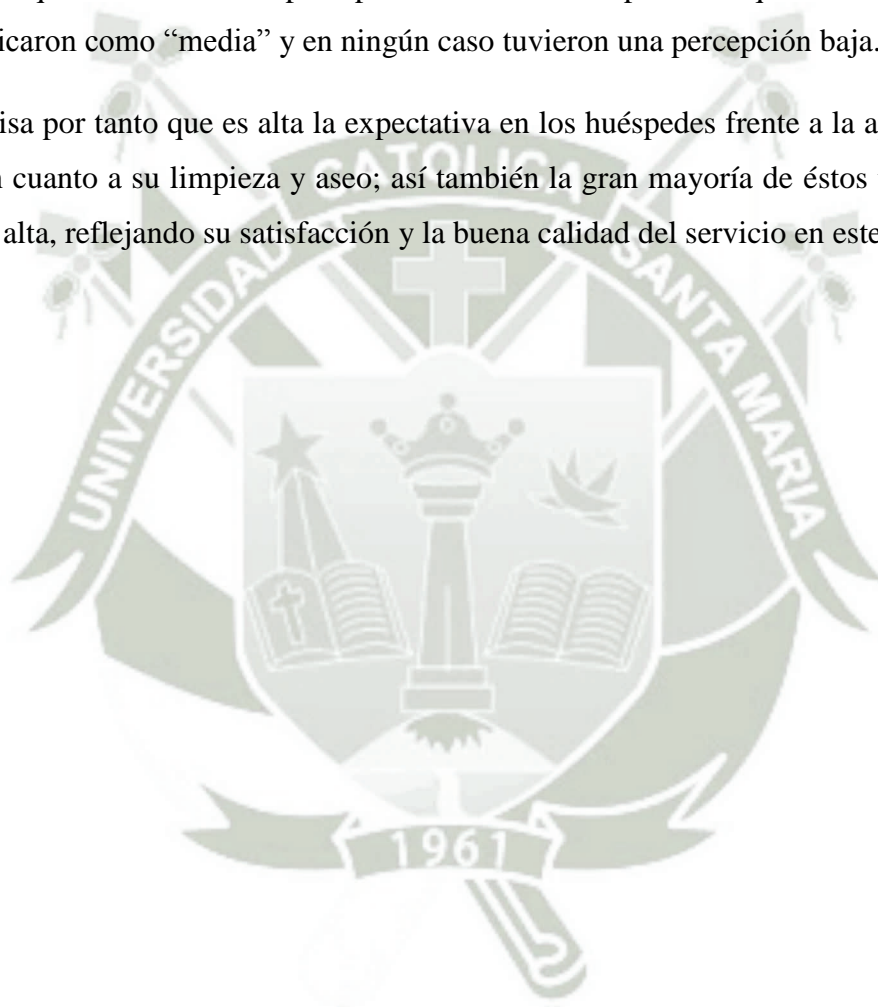 icaron como “media” y en ningún caso tuvieron una percepción baja.
isa por tanto que es alta la expectativa en los huéspedes frente a la a
cuanto a su limpieza y aseo; así también la gran mayoría de éstos
alta, reflejando su satisfacción y la buena calidad del servicio en este
UNIVERSIDAD CATOLICA SANTA MARIA
1961